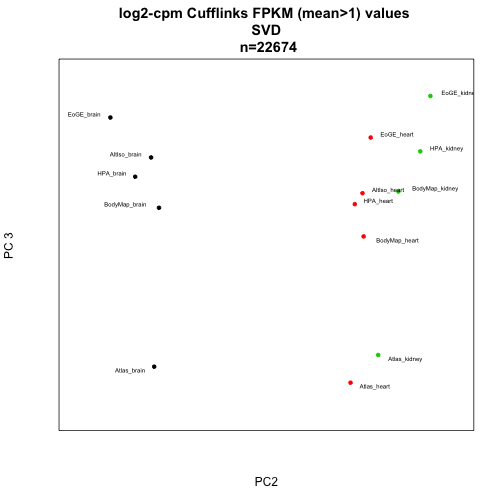 log2-cpm Cufflinks FPKM (mean>1) values
SVD
n=22674
EoGE_kidne
EoGE_brain
EoGE_heart
HPA_kidney
AltIso_brain
HPA_brain
AltIso_heart
BodyMap_kidney
HPA_heart
BodyMap_brain
BodyMap_heart
Atlas_kidney
Atlas_brain
Atlas_heart
PC 3
PC2